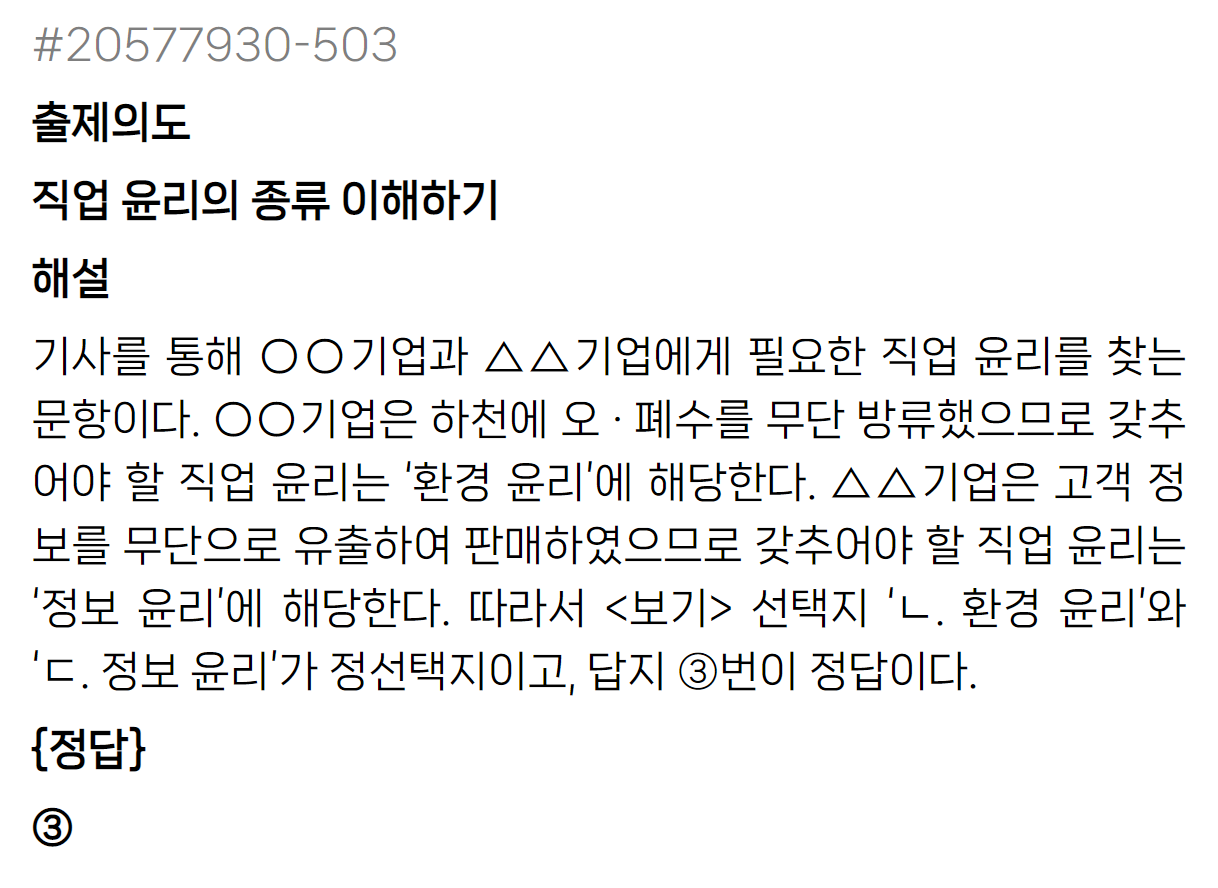 #20577930-503
출제의도
직업 윤리의 종류 이해하기
해설
기사를 통해 ○○기업과 △△기업에게 필요한 직업 윤리를 찾는
문항이다. ○○기업은 하천에 오·폐수를 무단 방류했으므로 갖추
어야 할 직업 윤리는 '환경 윤리'에 해당한다. △△기업은 고객 정
보를 무단으로 유출하여 판매하였으므로 갖추어야 할 직업 윤리는
'정보 윤리'에 해당한다. 따라서 <보기> 선택지 'ㄴ. 환경 윤리'와
'ㄷ. 정보 윤리'가 정선택지이고, 답지 ③번이 정답이다.
{정답}
③